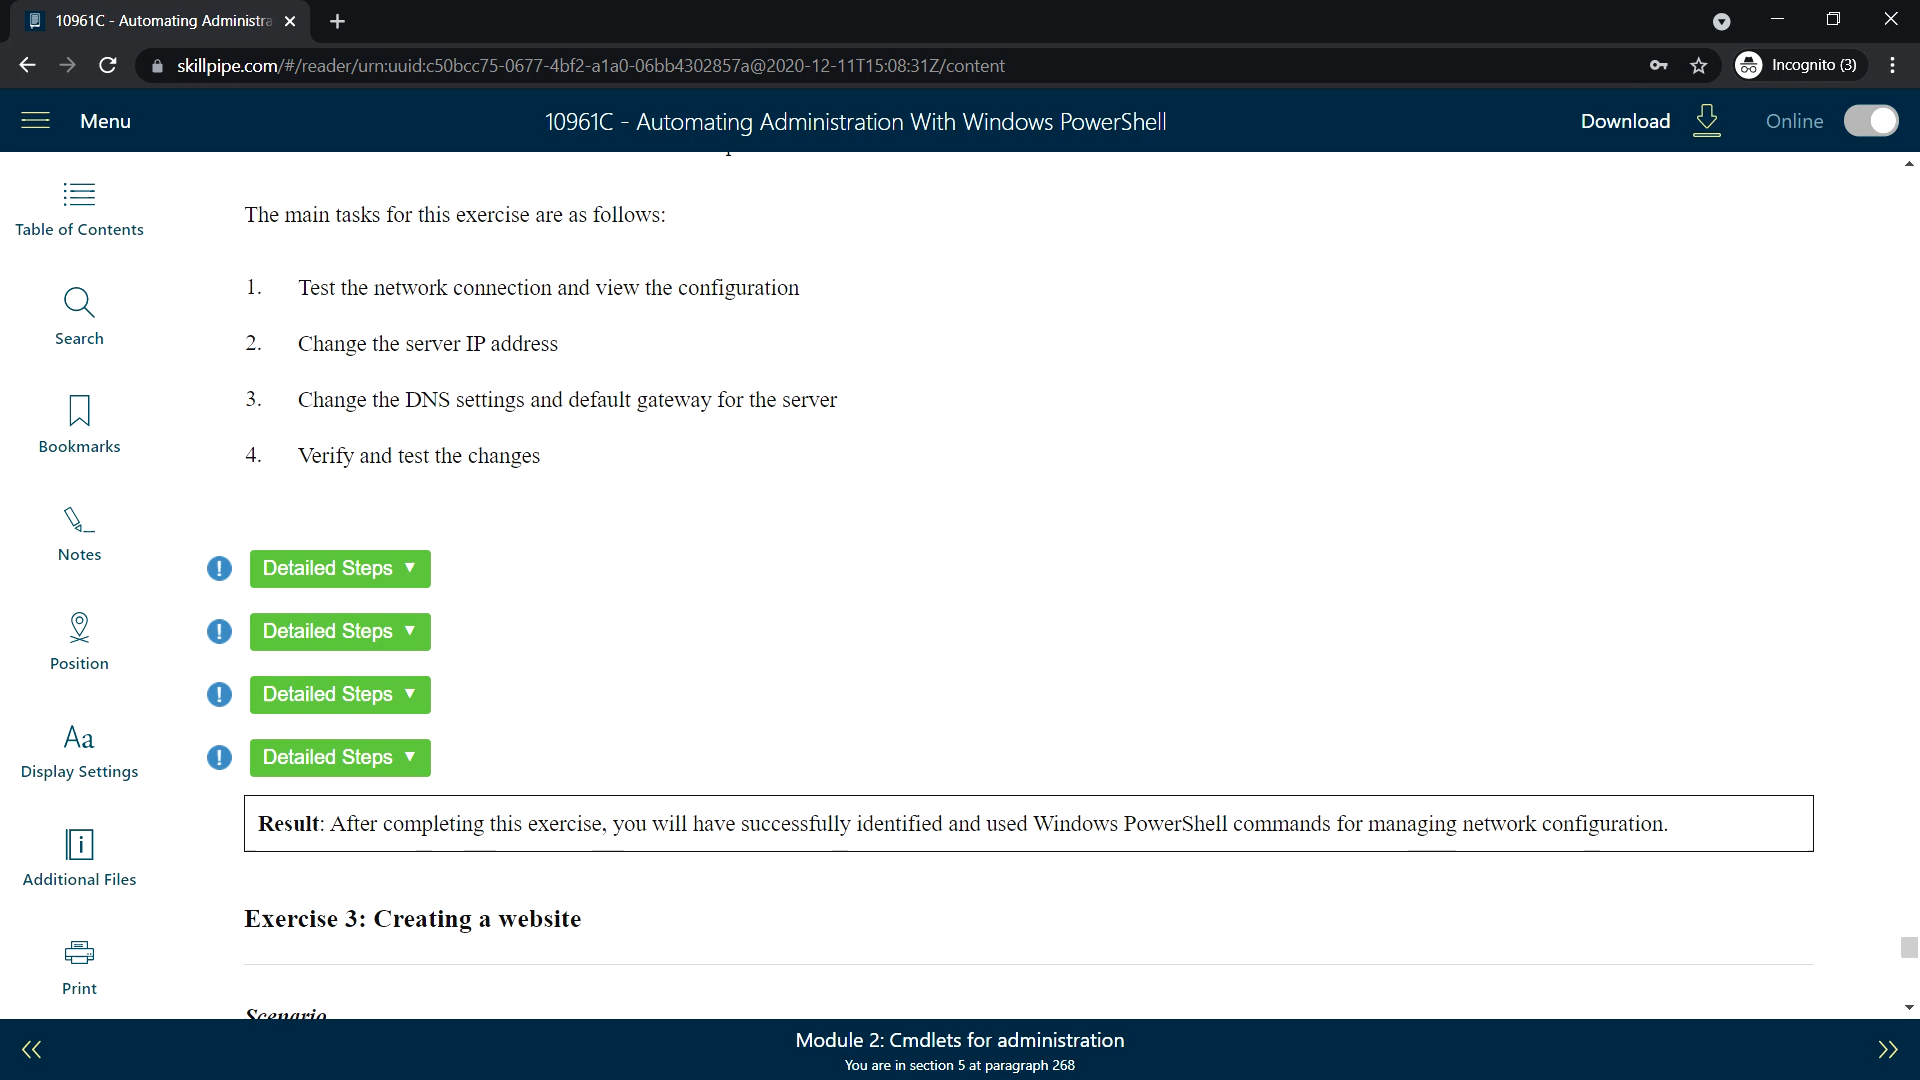 10961C - Automating Administra
skillpipe.com/#/reader/urn:uuid:c50bcc75-0677-4bf2-a1a0-06bb4302857a@2020-12-11T15:08:31Z/content
Incognito (3)
Menu
10961C - Automating Administration With Windows PowerShell
Download
Online
Table of Contents
Search
Bookmarks
Notes
Position
Aa
Display Settings
Additional Files
Print
The main tasks for this exercise are as follows:
1. Test the network connection and view the configuration
2. Change the server IP address
3. Change the DNS settings and default gateway for the server
4. Verify and test the changes
! Detailed Steps ▼
! Detailed Steps ▼
! Detailed Steps ▼
! Detailed Steps ▼
Result: After completing this exercise, you will have successfully identified and used Windows PowerShell commands for managing network configuration.
Exercise 3: Creating a website
Scenario
Module 2: Cmdlets for administration
You are in section 5 at paragraph 268